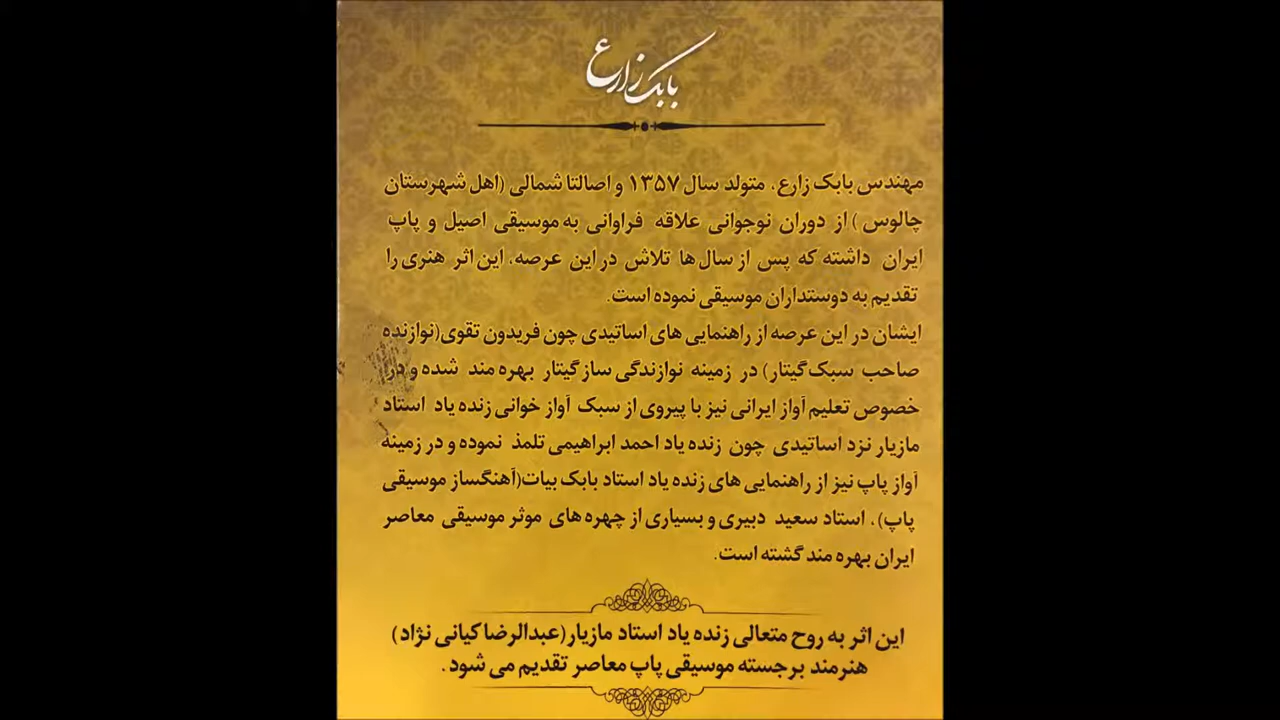 بابک زارع
مهندس بابک زارع، متولد سال ۱۳۵۷ و اصالتا شمالی (اهل شهرستان
چالوس ) از دوران نوجوانی علاقه فراوانی به موسیقی اصیل و پاپ
ایران داشته که پس از سال ها تلاش در این عرصه، این اثر هنری را
تقدیم به دوستداران موسیقی نموده است.
ایشان در این عرصه از راهنمایی های اساتیدی چون فریدون تقوی(نوازنده
صاحب سبک گیتار) در زمینه نوازندگی ساز گیتار بهره مند شده و در
خصوص تعلیم آواز ایرانی نیز با پیروی از سبک آواز خوانی زنده یاد استاد
مازیار نزد اساتیدی چون زنده یاد احمد ابراهیمی تلمذ نموده و در زمینه
آواز پاپ نیز از راهنمایی های زنده یاد استاد بابک بیات(آهنگساز موسیقی
پاپ)، استاد سعید دبیری و بسیاری از چهره های موثر موسیقی معاصر
ایران بهره مند گشته است.
این اثر به روح متعالی زنده یاد استاد مازیار(عبدالرضا کیانی نژاد)
هنرمند برجسته موسیقی پاپ معاصر تقدیم می شود.